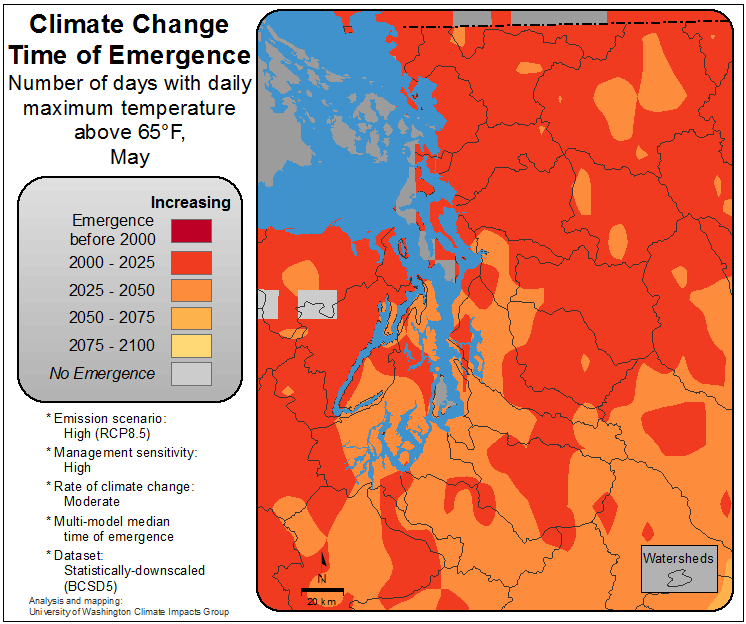 Climate Change
Time of Emergence
Number of days with daily
maximum temperature
above 65°F,
May
Increasing
Emergence
before 2000
2000 - 2025
2025 - 2050
2050 - 2075
2075 - 2100
No Emergence
* Emission scenario:
High (RCP8.5)
* Management sensitivity:
High
* Rate of climate change:
Moderate
* Multi-model median
time of emergence
* Dataset:
Statistically-downscaled
(BCSD5)
Analysis and mapping:
University of Washington Climate Impacts Group
N
20 km
Watersheds